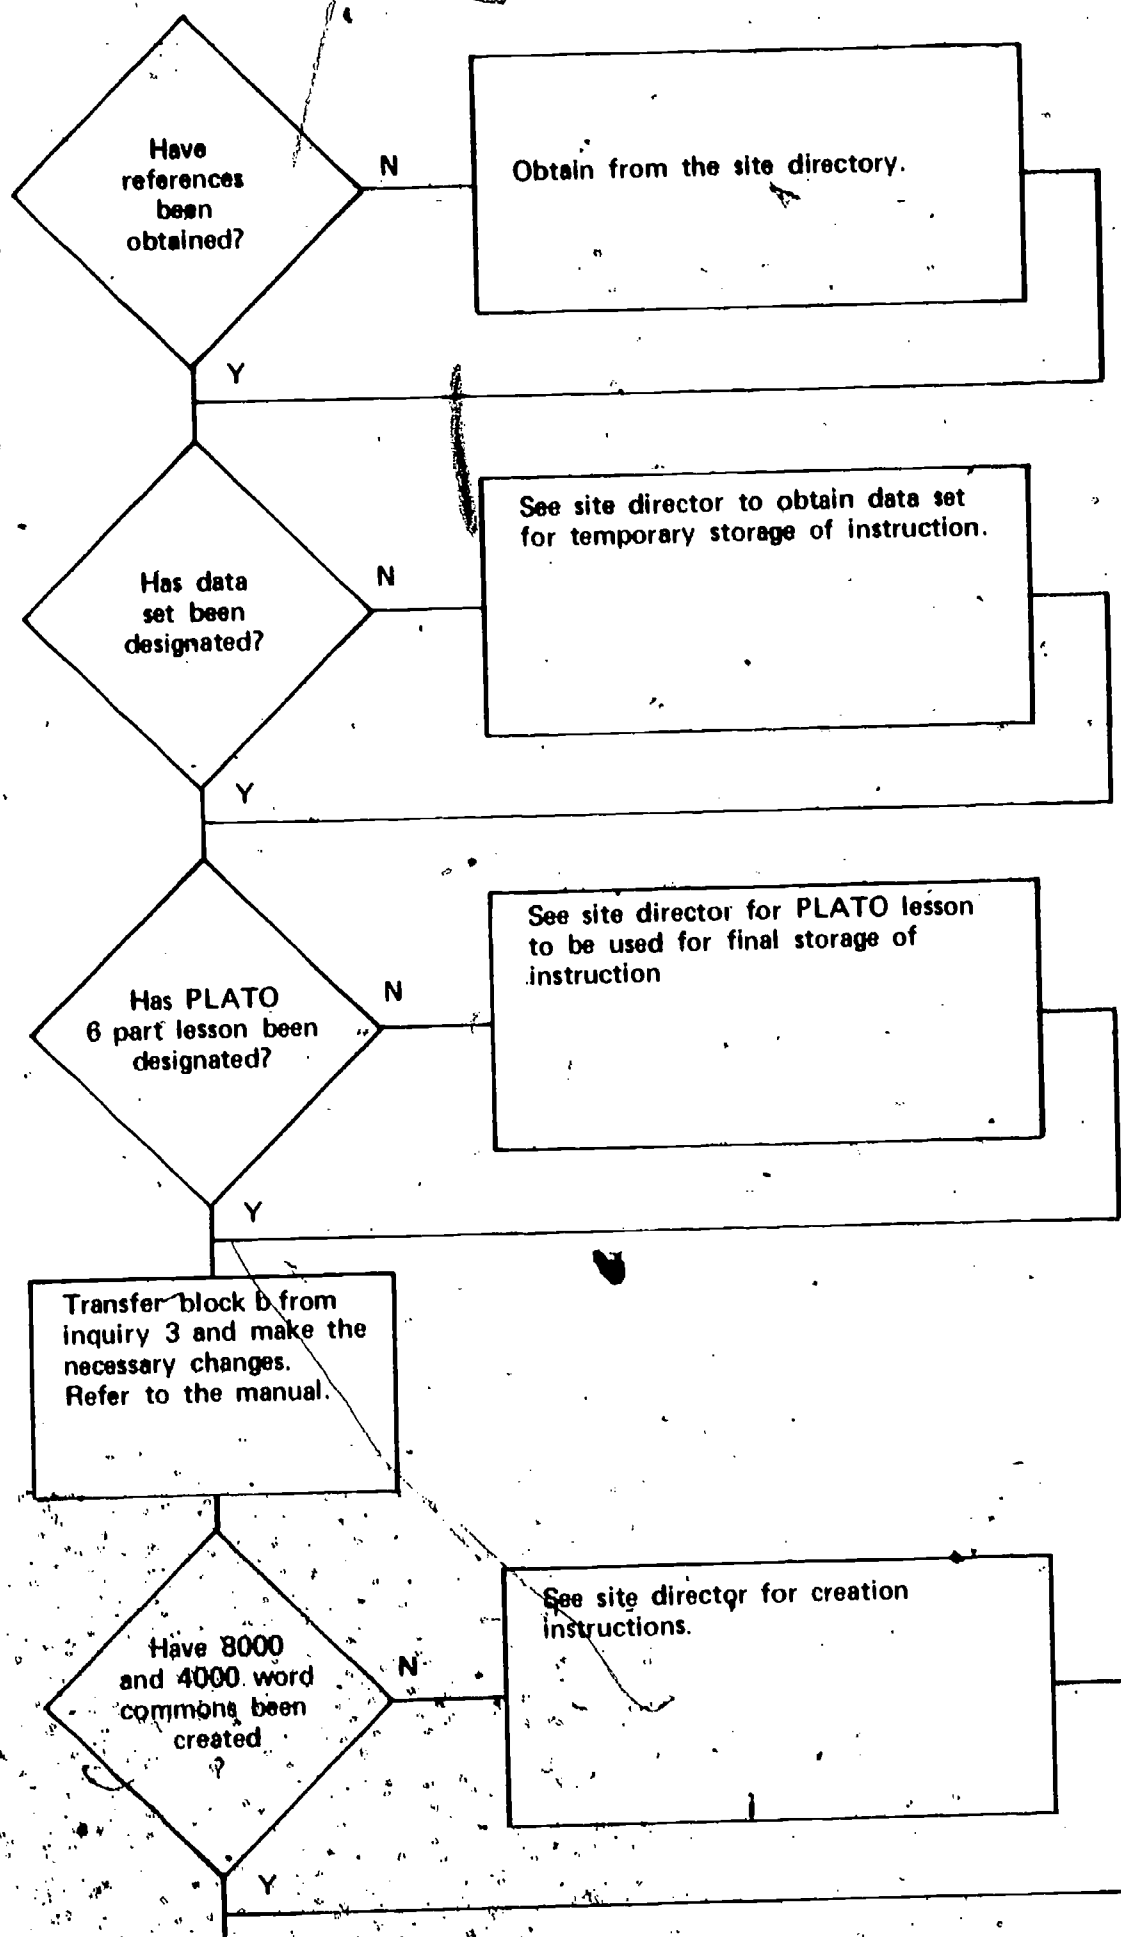 Have
references
been
obtained?
N
Obtain from the site directory.
Y
Has data
set been
designated?
N
See site director to obtain data set
for temporary storage of instruction.
Y
Has PLATO
6 part lesson been
designated?
N
See site director for PLATO lesson
to be used for final storage of
instruction
Y
Transfer block b from
inquiry 3 and make the
necessary changes.
Refer to the manual.
Have 8000
and 4000 word
commons been
created
?
N
See site director for creation
instructions.
Y